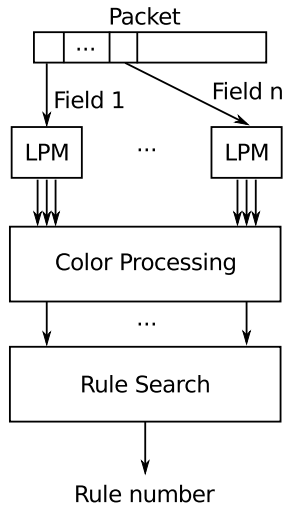 Packet
...
Field 1
Field n
LPM
...
LPM
Color Processing
...
Rule Search
Rule number